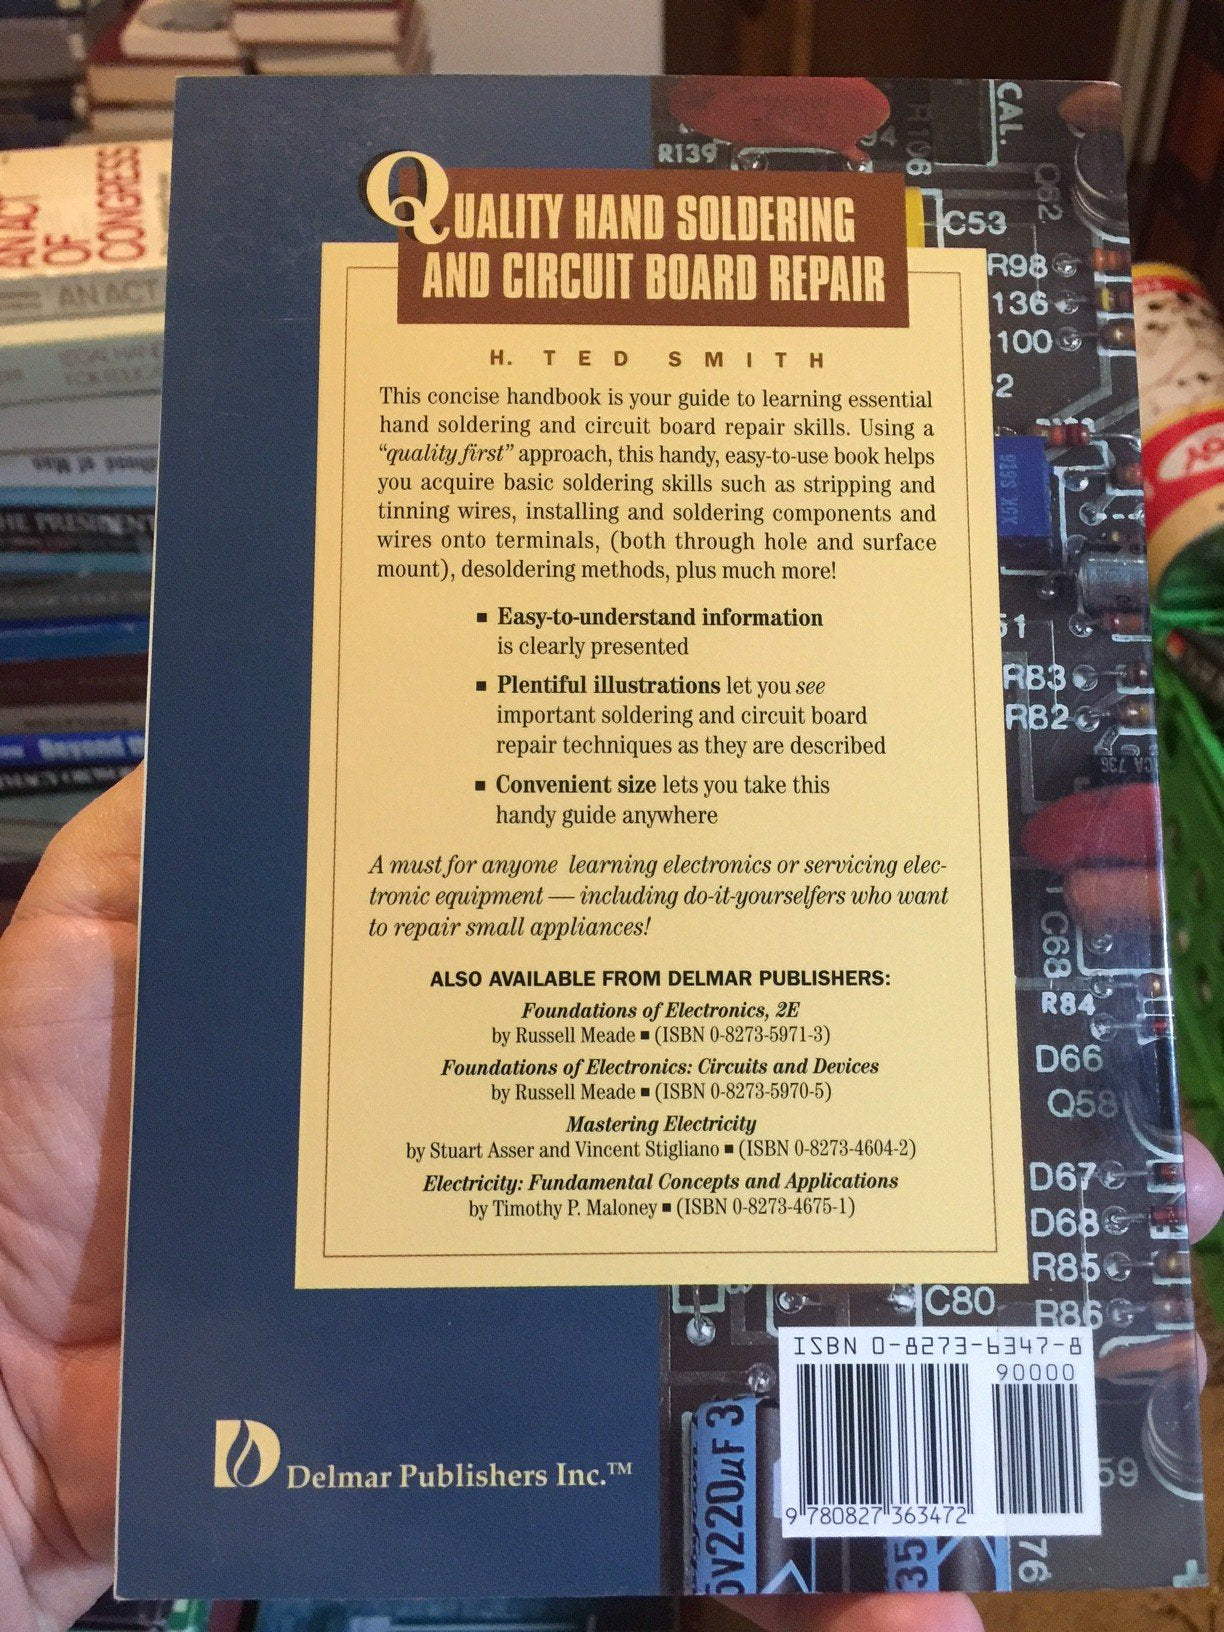 QUALITY HAND SOLDERING
AND CIRCUIT BOARD REPAIR
H. TED SMITH
This concise handbook is your guide to learning essential
hand soldering and circuit board repair skills. Using a
“quality first” approach, this handy, easy-to-use book helps
you acquire basic soldering skills such as stripping and
tinning wires, installing and soldering components and
wires onto terminals, (both through hole and surface
mount), desoldering methods, plus much more!
■ Easy-to-understand information
is clearly presented
■ Plentiful illustrations let you see
important soldering and circuit board
repair techniques as they are described
■ Convenient size lets you take this
handy guide anywhere
A must for anyone learning electronics or servicing elec-
tronic equipment — including do-it-yourselfers who want
to repair small appliances!
ALSO AVAILABLE FROM DELMAR PUBLISHERS:
Foundations of Electronics, 2E
by Russell Meade ■ (ISBN 0-8273-5971-3)
Foundations of Electronics: Circuits and Devices
by Russell Meade ■ (ISBN 0-8273-5970-5)
Mastering Electricity
by Stuart Asser and Vincent Stigliano ■ (ISBN 0-8273-4604-2)
Electricity: Fundamental Concepts and Applications
by Timothy P. Maloney ■ (ISBN 0-8273-4675-1)
Delmar Publishers Inc.™
ISBN 0-8273-6347-8
90000
9 780827 363472
R139
CAL.
Q62
C53
R98
136
100
R83
R82
C68
R84
D66
Q58
D67
D68
R85
R86
C80
59
76
220µF
35
AN ACT
OF
CONGRESS
AN ACT
THE PRESIDENT
Beyond